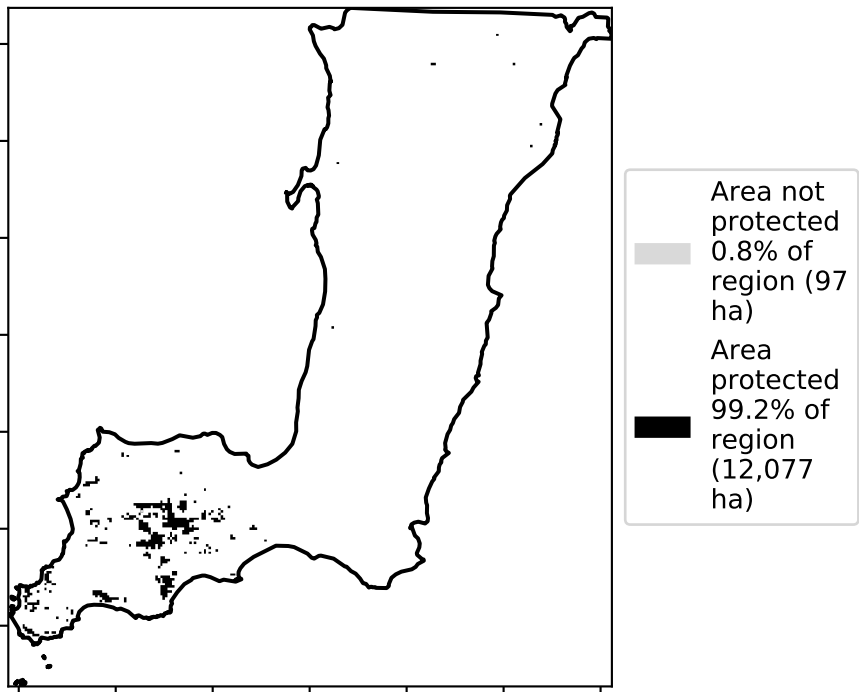 Area not
protected
0.8% of
region (97
ha)
Area
protected
99.2% of
region
(12,077
ha)